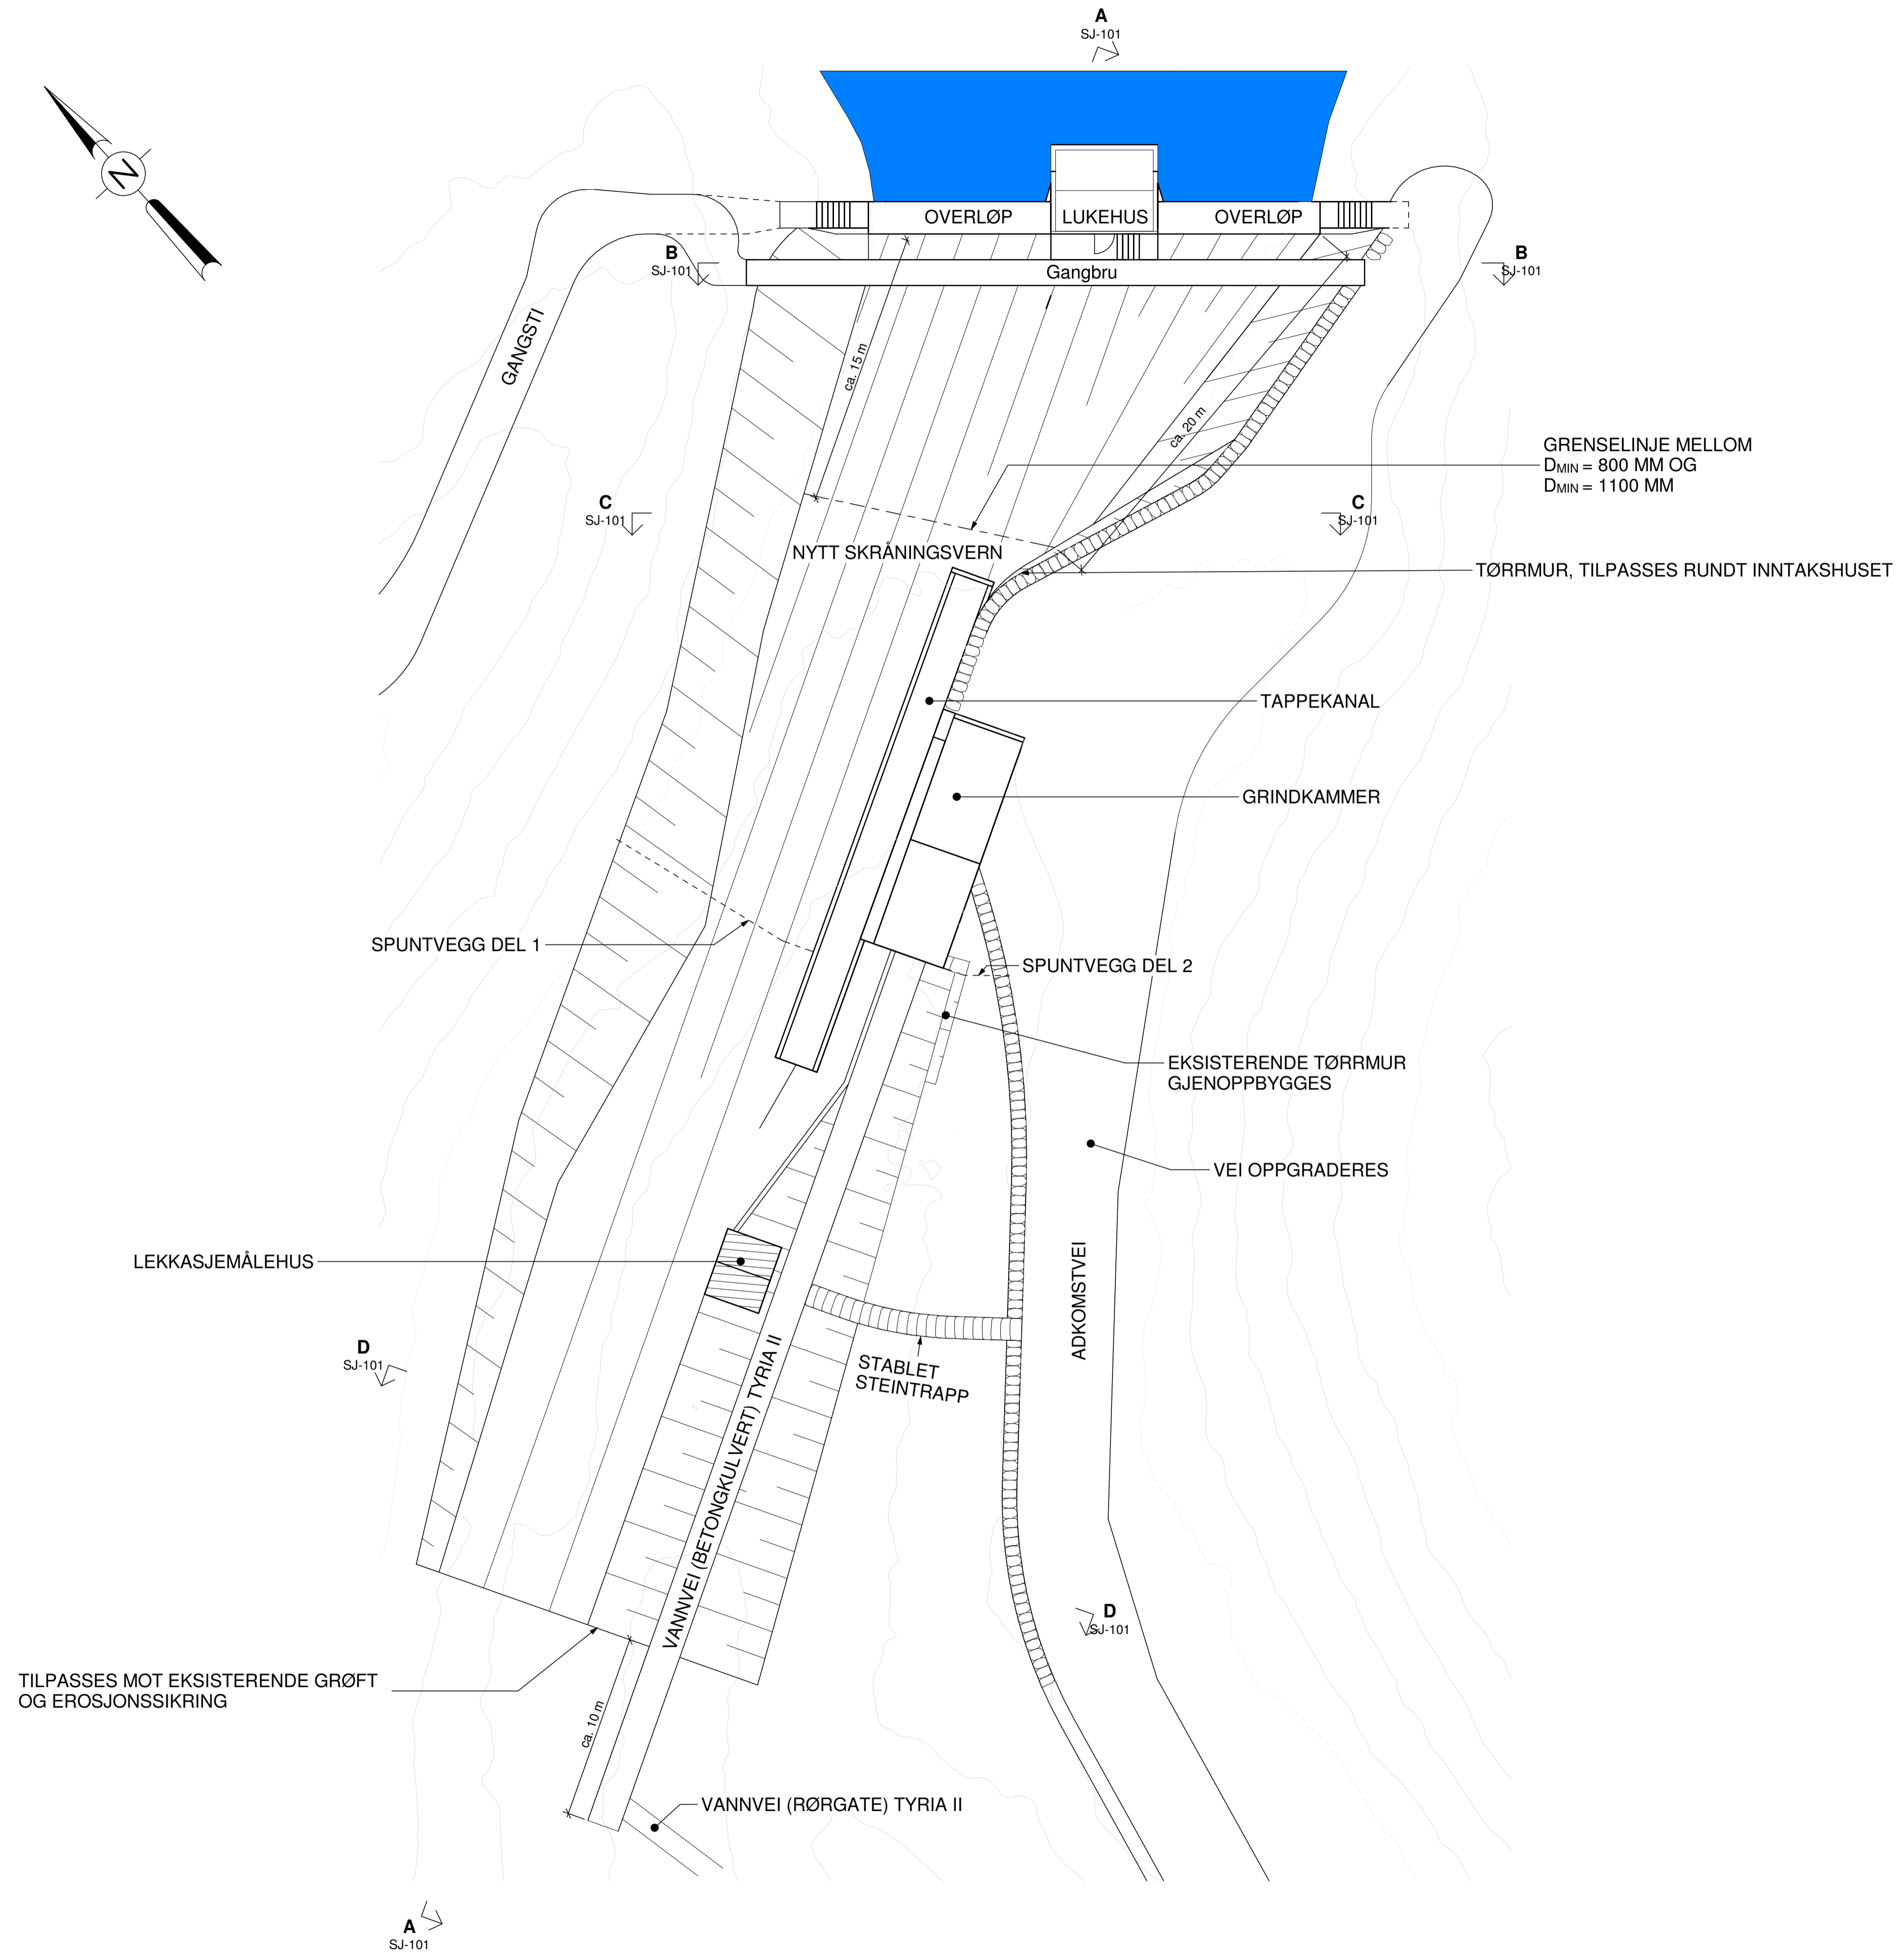 A
SJ-101
N
OVERLØP
LUKEHUS
OVERLØP
B
SJ-101
Gangbru
B
SJ-101
GANGSTI
ca. 15 m
ca. 20 m
GRENSELINJE MELLOM
DMIN = 800 MM OG
DMIN = 1100 MM
C
SJ-101
C
SJ-101
NYTT SKRÅNINGSVERN
TØRRMUR, TILPASSES RUNDT INNTAKSHUSET
TAPPEKANAL
GRINDKAMMER
SPUNTVEGG DEL 1
SPUNTVEGG DEL 2
EKSISTERENDE TØRRMUR
GJENOPPBYGGES
VEI OPPGRADERES
LEKKASJEMÅLEHUS
ADKOMSTVEI
D
SJ-101
STABLET
STEINTRAPP
VANNVEI (BETONGKULVERT) TYRIA II
D
SJ-101
TILPASSES MOT EKSISTERENDE GRØFT
OG EROSJONSSIKRING
ca. 10 m
VANNVEI (RØRGATE) TYRIA II
A
SJ-101